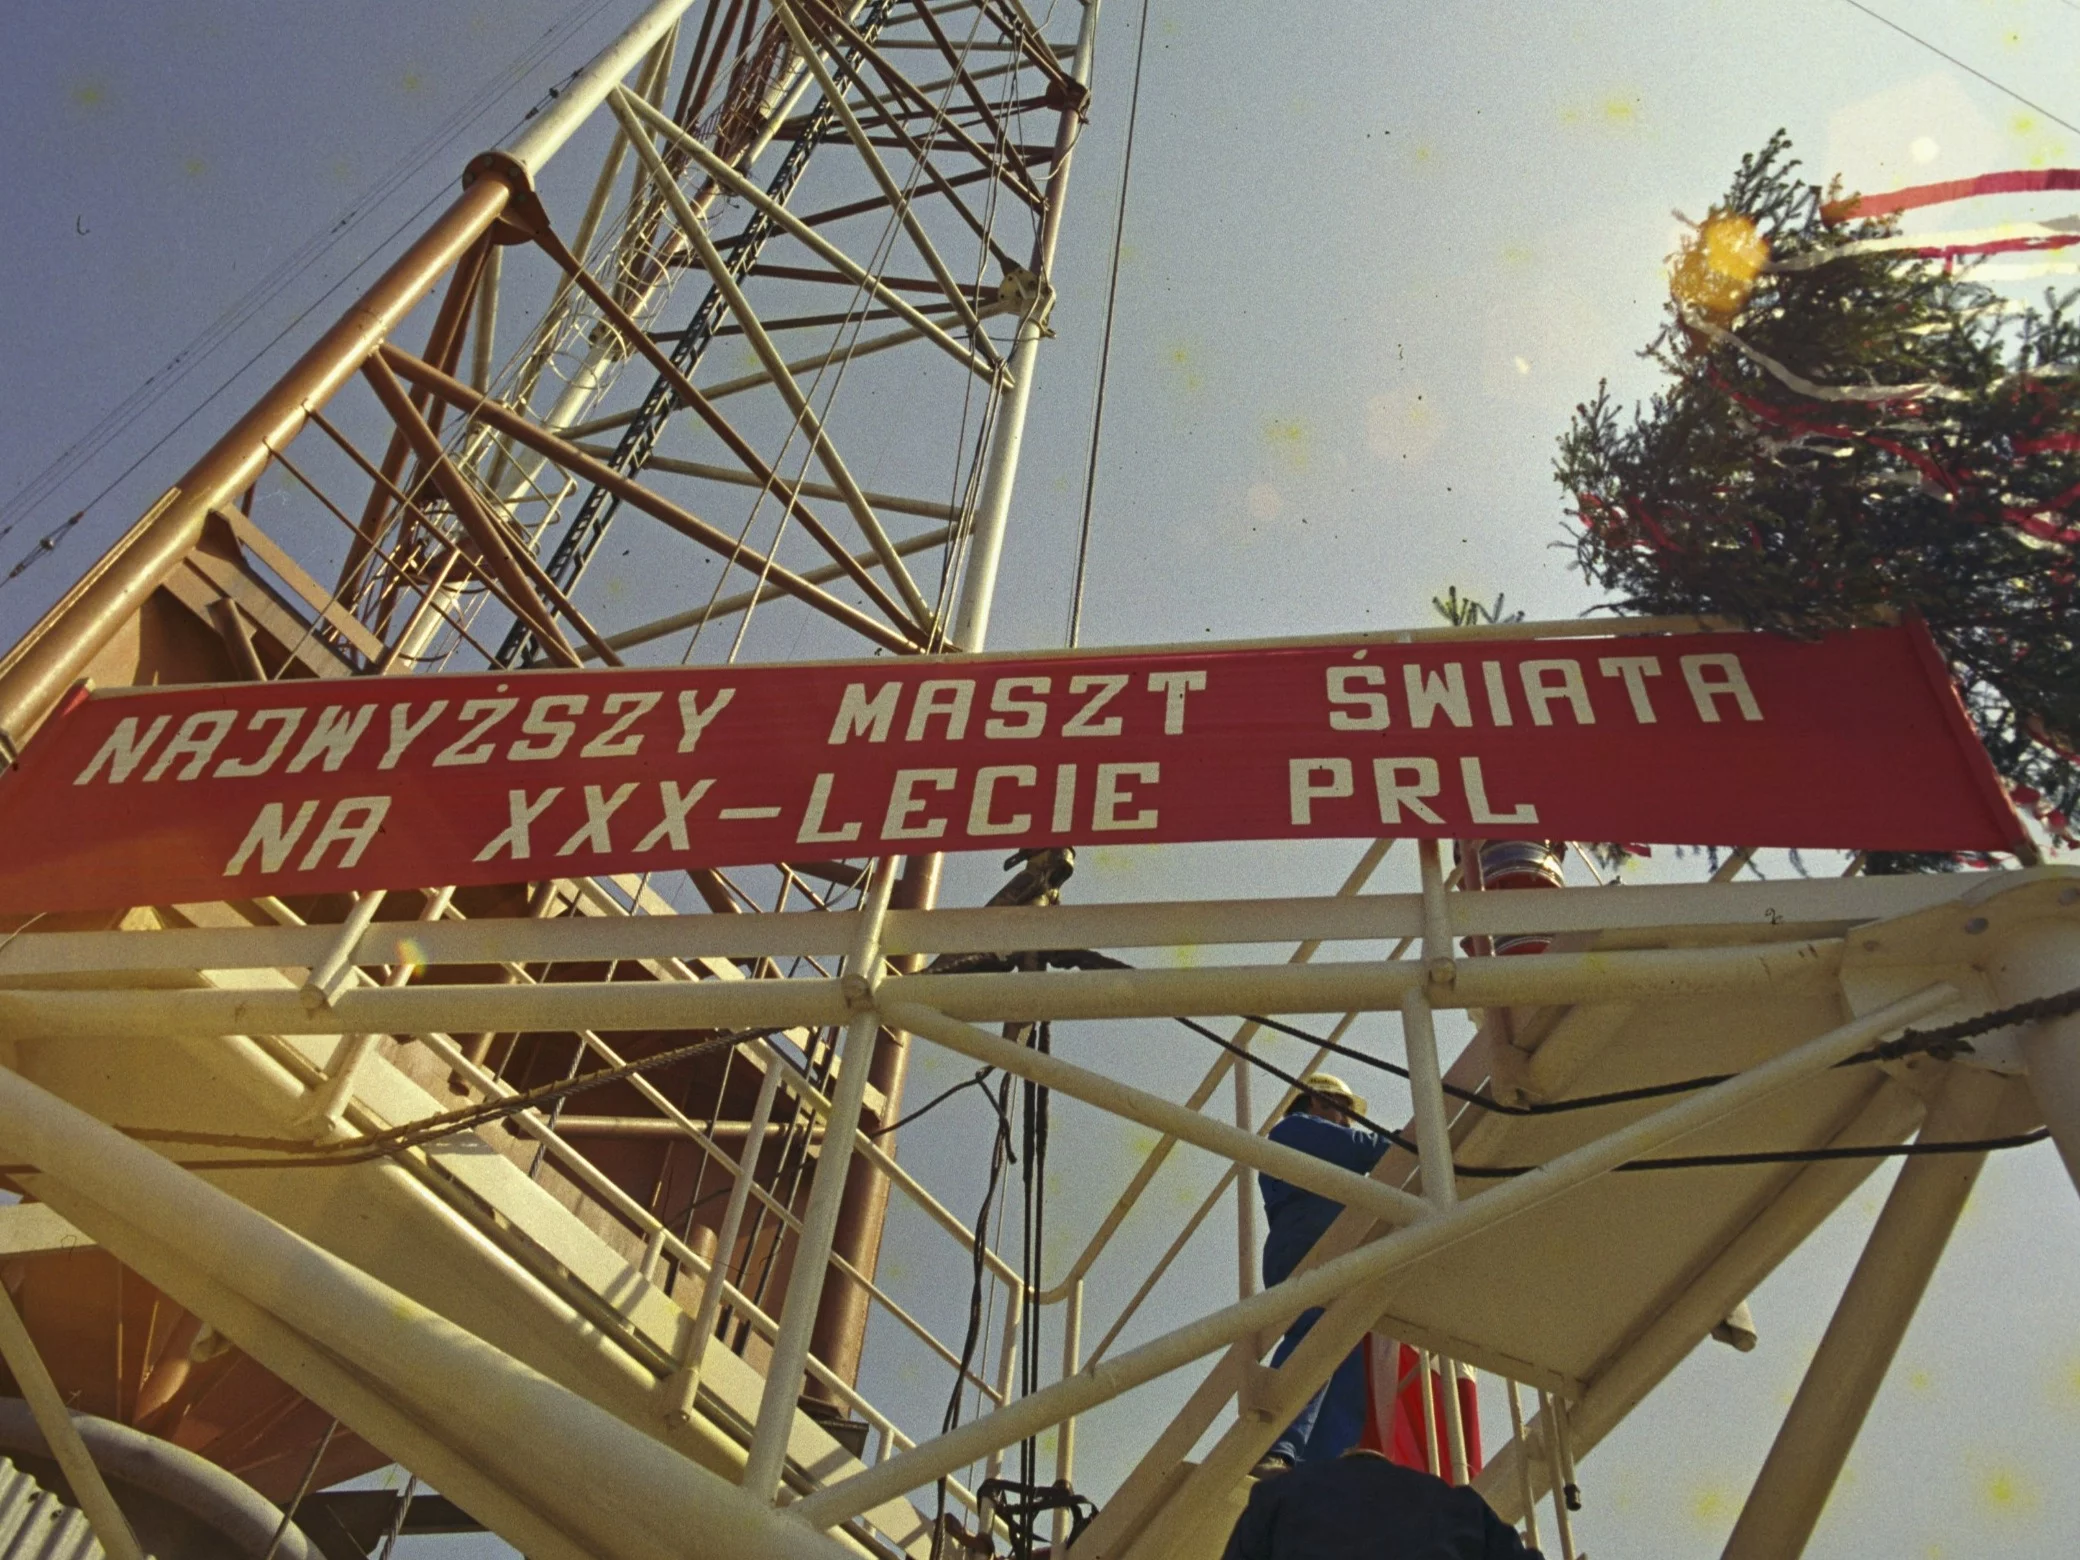 NAJWYŻSZY MASZT ŚWIATA
NA XXX-LECIE PRL